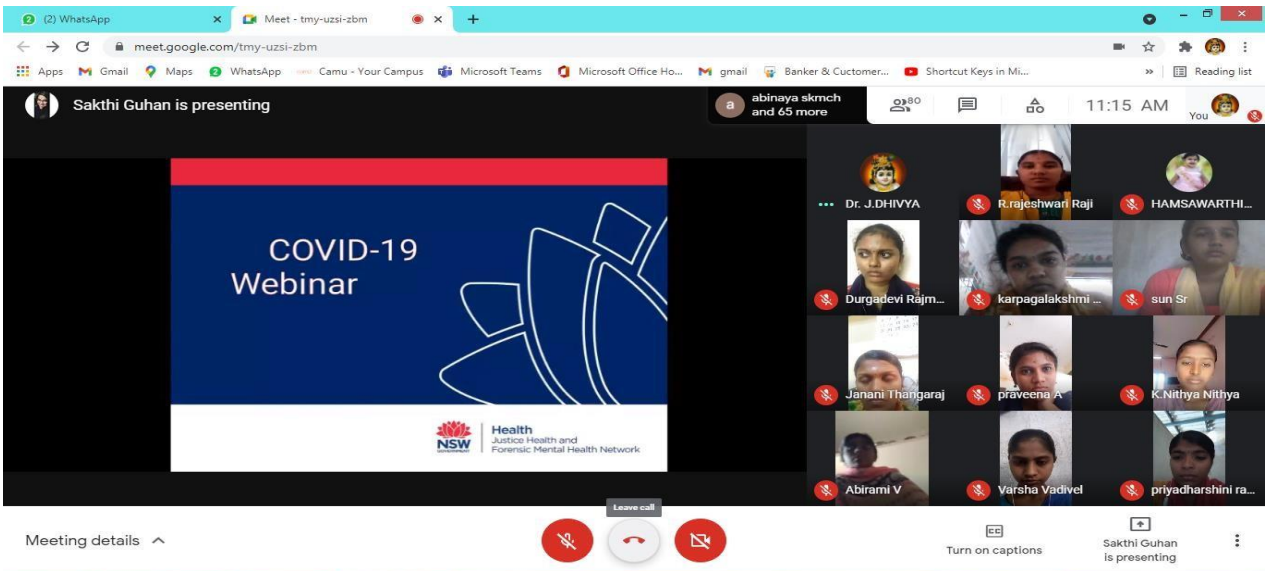 (2) WhatsApp
Meet - tmy-uzsi-zbm
meet.google.com/tmy-uzsi-zbm
Apps Gmail Maps WhatsApp Camu - Your Campus Microsoft Teams Microsoft Office Ho... gmail Banker & Cuctomer... Shortcut Keys in Mi... » Reading list
Sakthi Guhan is presenting
a
abinaya skmch
and 65 more
80
11:15 AM
You
COVID-19
Webinar
NSW
GOVERNMENT
Health
Justice Health and
Forensic Mental Health Network
Dr. J.DHIVYA
R.rajeshwari Raji
HAMSAWARTHI...
Durgadevi Rajm...
karpagalakshmi ...
sun Sr
Janani Thangaraj
praveena A
K.Nithya Nithya
Abirami V
Varsha Vadivel
priyadharshini ra...
Leave call
Meeting details
CC
Turn on captions
Sakthi Guhan
is presenting